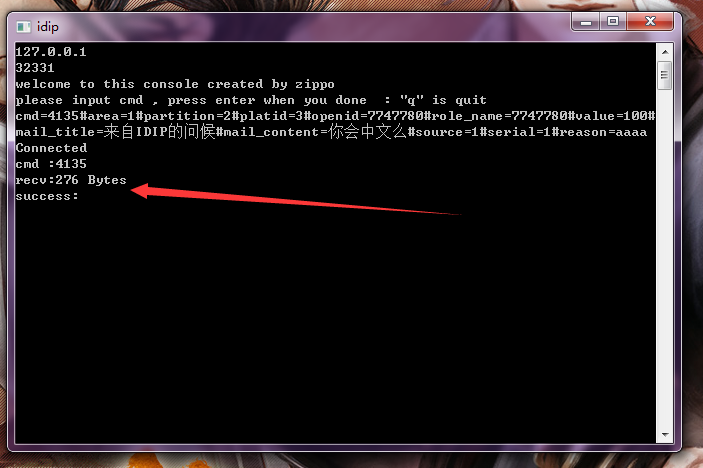 idip
127.0.0.1
32331
welcome to this console created by zippo
please input cmd , press enter when you done  : "q" is quit
cmd=4135#area=1#partition=2#platid=3#openid=7747780#role_name=7747780#value=100#
mail_title=来自IDIP的问候#mail_content=你会中文么#source=1#serial=1#reason=aaaa
Connected
cmd :4135
recv:276 Bytes
success: